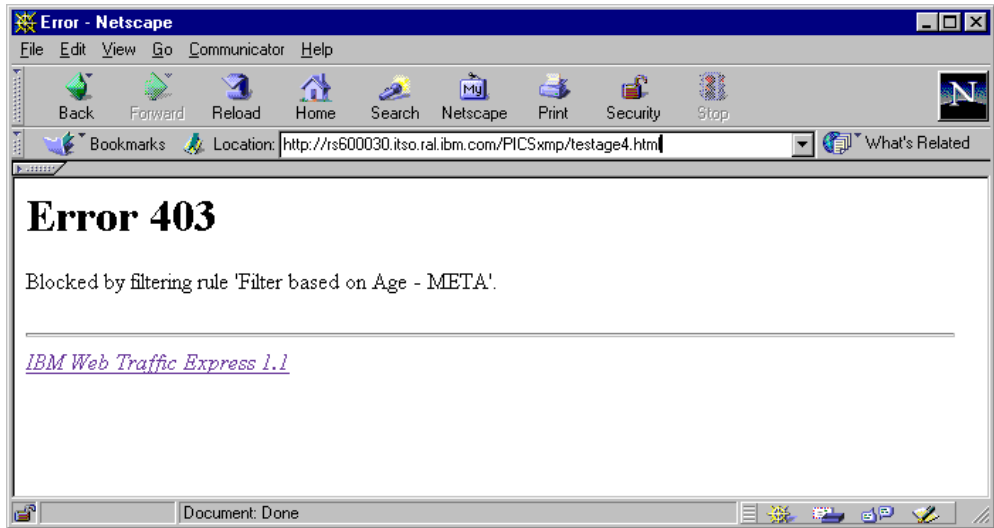 Error - Netscape
File Edit View Go Communicator Help
My N
Back Forward Reload Home Search Netscape Print Security Stop
Bookmarks Location: http://rs600030.itso.ral.ibm.com/PICSxmp/testage4.html What's Related
Error 403
Blocked by filtering rule 'Filter based on Age - META'.
IBM Web Traffic Express 1.1
Document: Done